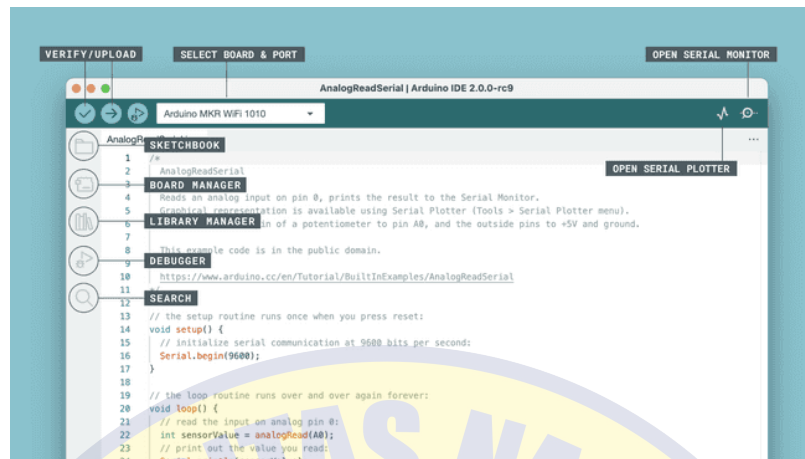 VERIFY/UPLOAD
SELECT BOARD & PORT
OPEN SERIAL MONITOR
AnalogReadSerial | Arduino IDE 2.0.0-rc9
Arduino MKR WiFi 1010
SKETCHBOOK
OPEN SERIAL PLOTTER
BOARD MANAGER
LIBRARY MANAGER
DEBUGGER
SEARCH
1 /*
2 AnalogReadSerial
3
4 Reads an analog input on pin 0, prints the result to the Serial Monitor.
5 Graphical representation is available using Serial Plotter (Tools > Serial Plotter menu).
6 of a potentiometer to pin A0, and the outside pins to +5V and ground.
7
8 This example code is in the public domain.
9
10 https://www.arduino.cc/en/Tutorial/BuiltInExamples/AnalogReadSerial
11 */
12
13 // the setup routine runs once when you press reset:
14 void setup() {
15 // initialize serial communication at 9600 bits per second:
16 Serial.begin(9600);
17 }
18
19 // the loop routine runs over and over again forever:
20 void loop() {
21 // read the input on analog pin 0:
22 int sensorValue = analogRead(A0);
23 // print out the value you read: